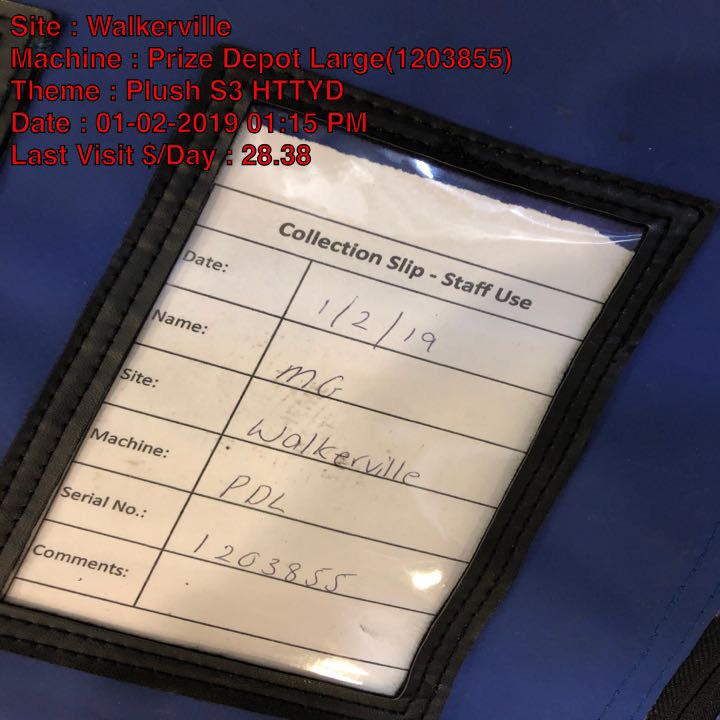 Site : Walkerville
Machine : Prize Depot Large(1203855)
Theme : Plush S3 HTTYD
Date : 01-02-2019 01:15 PM
Last Visit $/Day : 28.38
Collection Slip - Staff Use
Date: 1/2/19
Name: MG
Site: Walkerville
Machine: PDL
Serial No.: 1203855
Comments: